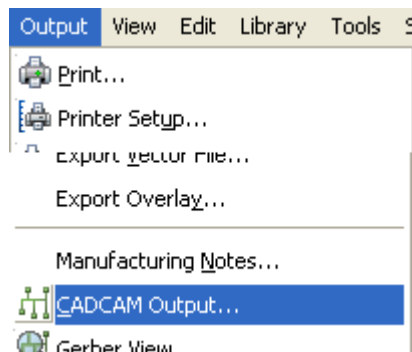 Output View Edit Library Tools S
Print...
Printer Setup...
Export Vector File...
Export Overlay...
Manufacturing Notes...
CADCAM Output...
Gerber View